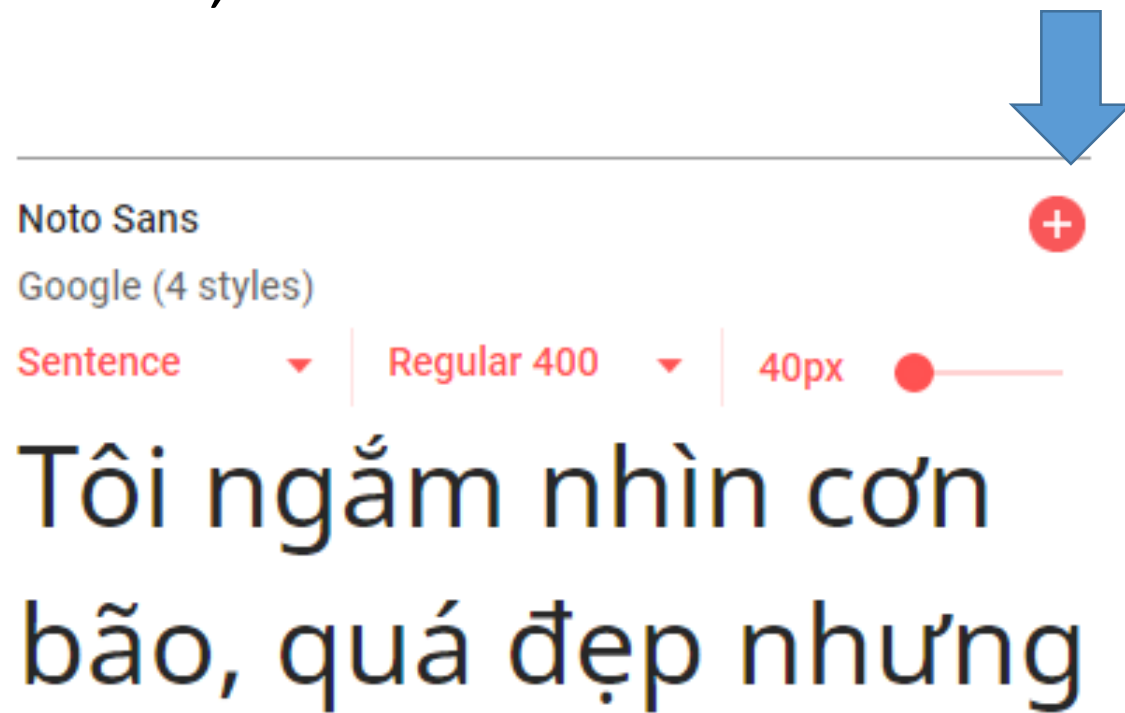 Noto Sans
Google (4 styles)
Sentence Regular 400 40px
Tôi ngắm nhìn cơn
bão, quá đẹp nhưng